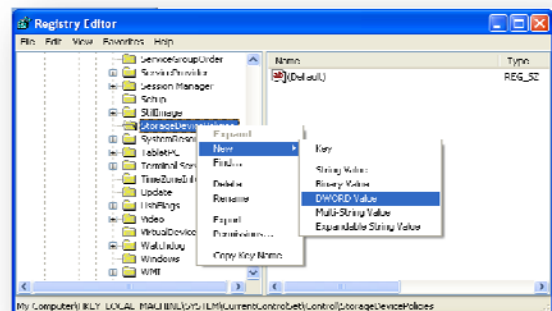 Registry Editor
File Edit View Favorites Help
ServiceGroupOrder
ServiceProvider
Session Manager
Setup
StillImage
StorageDevicePolicies
SystemResou
TabletPC
Terminal Serv
TimeZoneInf
Update
UsbFlags
Video
VirtualDevice
Watchdog
Windows
WMI
Name Type
(Default) REG_SZ
Expand
New
Find...
Delete
Rename
Export
Permissions...
Copy Key Name
Key
String Value
Binary Value
DWORD Value
Multi-String Value
Expandable String Value
My Computer\HKEY_LOCAL_MACHINE\SYSTEM\CurrentControlSet\Control\StorageDevicePolicies